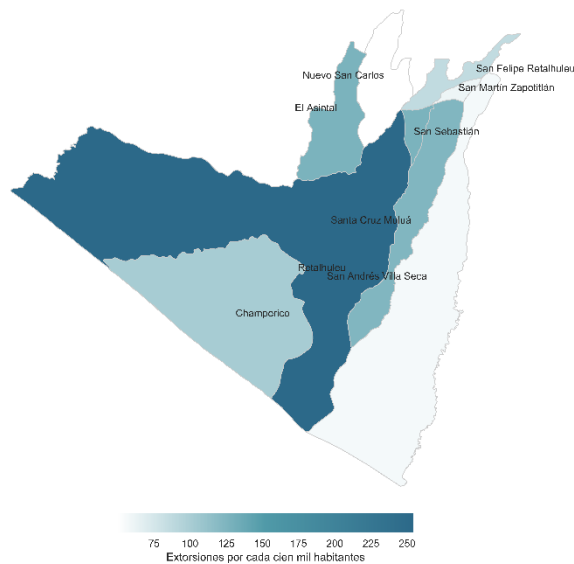 San Felipe Retalhuleu
Nuevo San Carlos
San Martín Zapotitlán
El Asintal
San Sebastián
Santa Cruz Muluá
Retalhuleu
San Andrés Villa Seca
Champorico
75 100 125 150 175 200 225 250
Extorsiones por cada cien mil habitantes